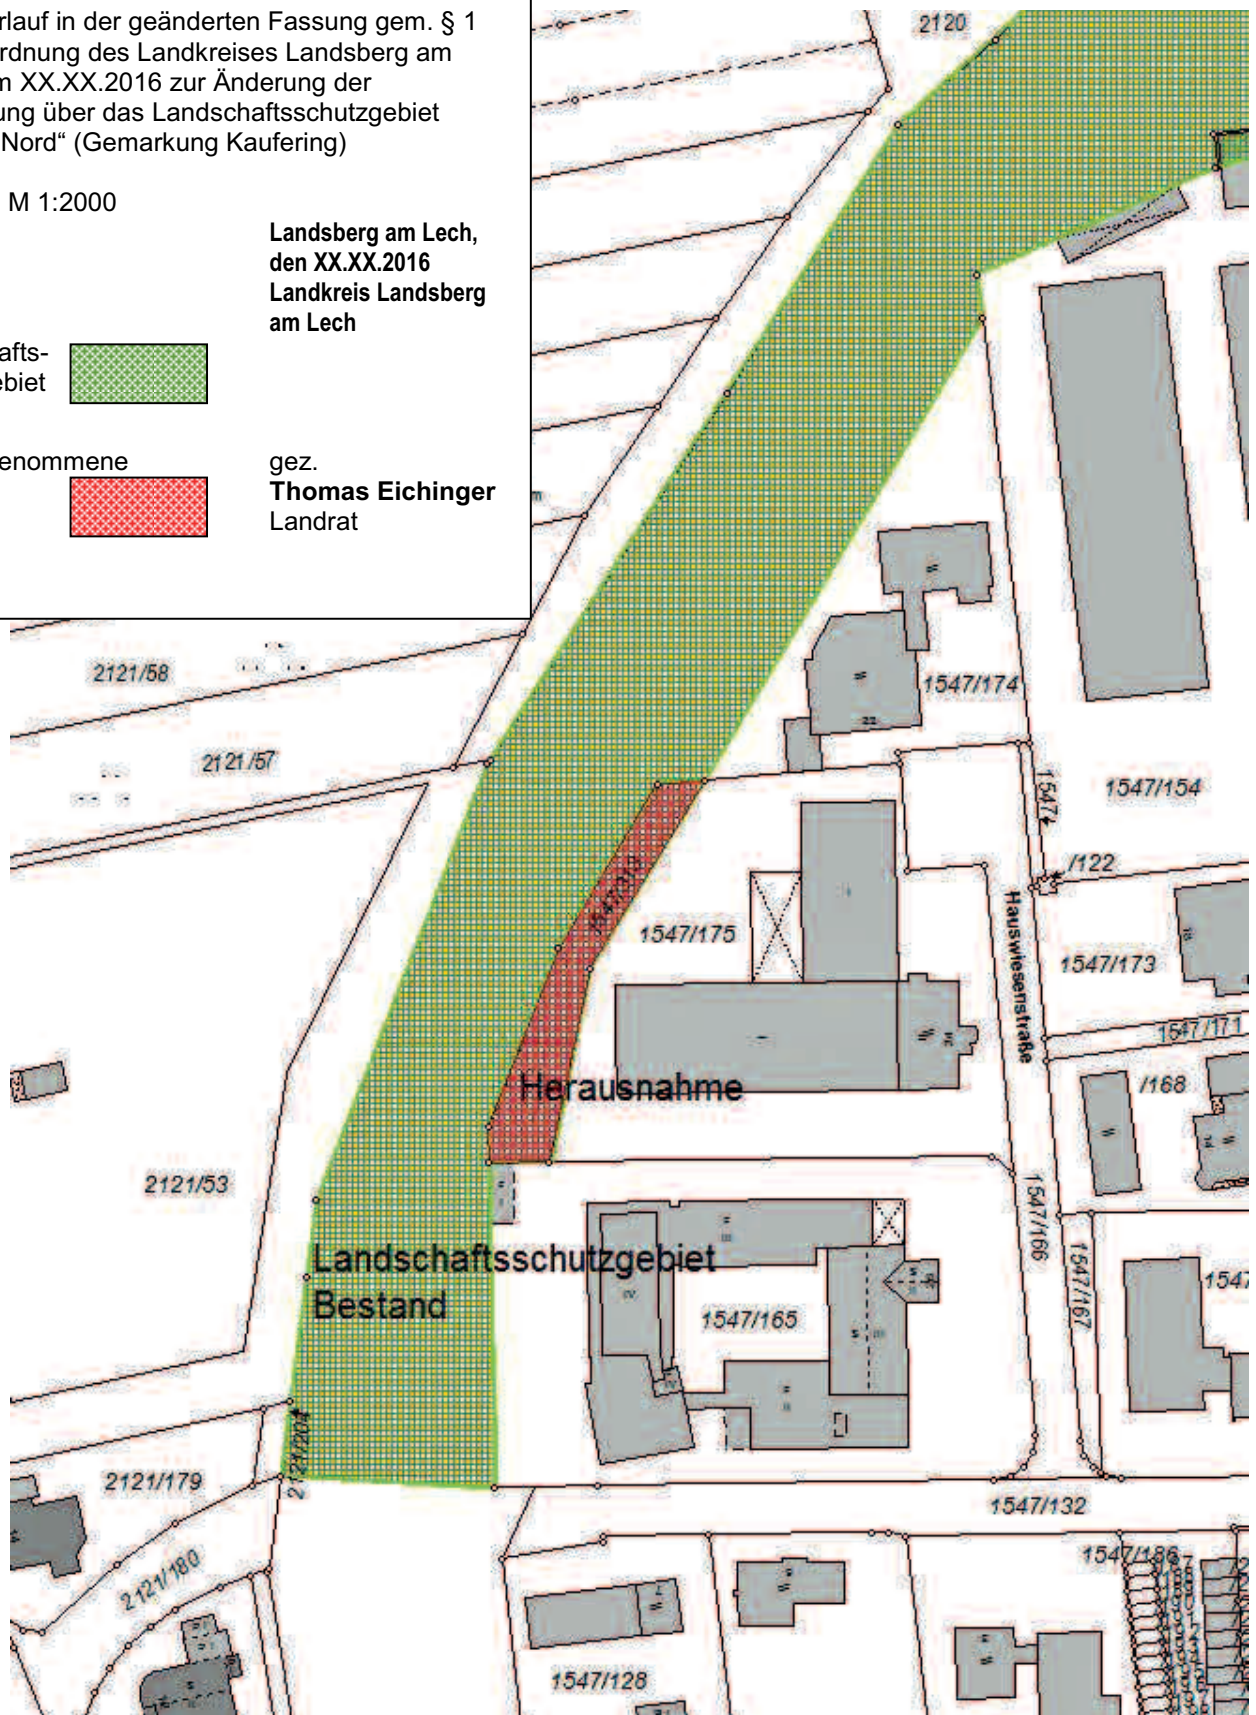 rlauf in der geänderten Fassung gem. § 1
ordnung des Landkreises Landsberg am
m XX.XX.2016 zur Änderung der
ung über das Landschaftsschutzgebiet
Nord“ (Gemarkung Kaufering)
M 1:2000
Landsberg am Lech,
den XX.XX.2016
Landkreis Landsberg
am Lech
afts-
ebiet
enommene
gez.
Thomas Eichinger
Landrat
2120
2121/58
2121/57
1547/174
1547/154
/122
1547/313
1547/175
Hauswiesenstraße
1547/173
1547/171
/168
Herausnahme
2121/53
1547/166
1547/167
Landschaftsschutzgebiet
Bestand
1547/165
1547
2121/204
2121/179
1547/132
2121/180
1547/186
1547/128